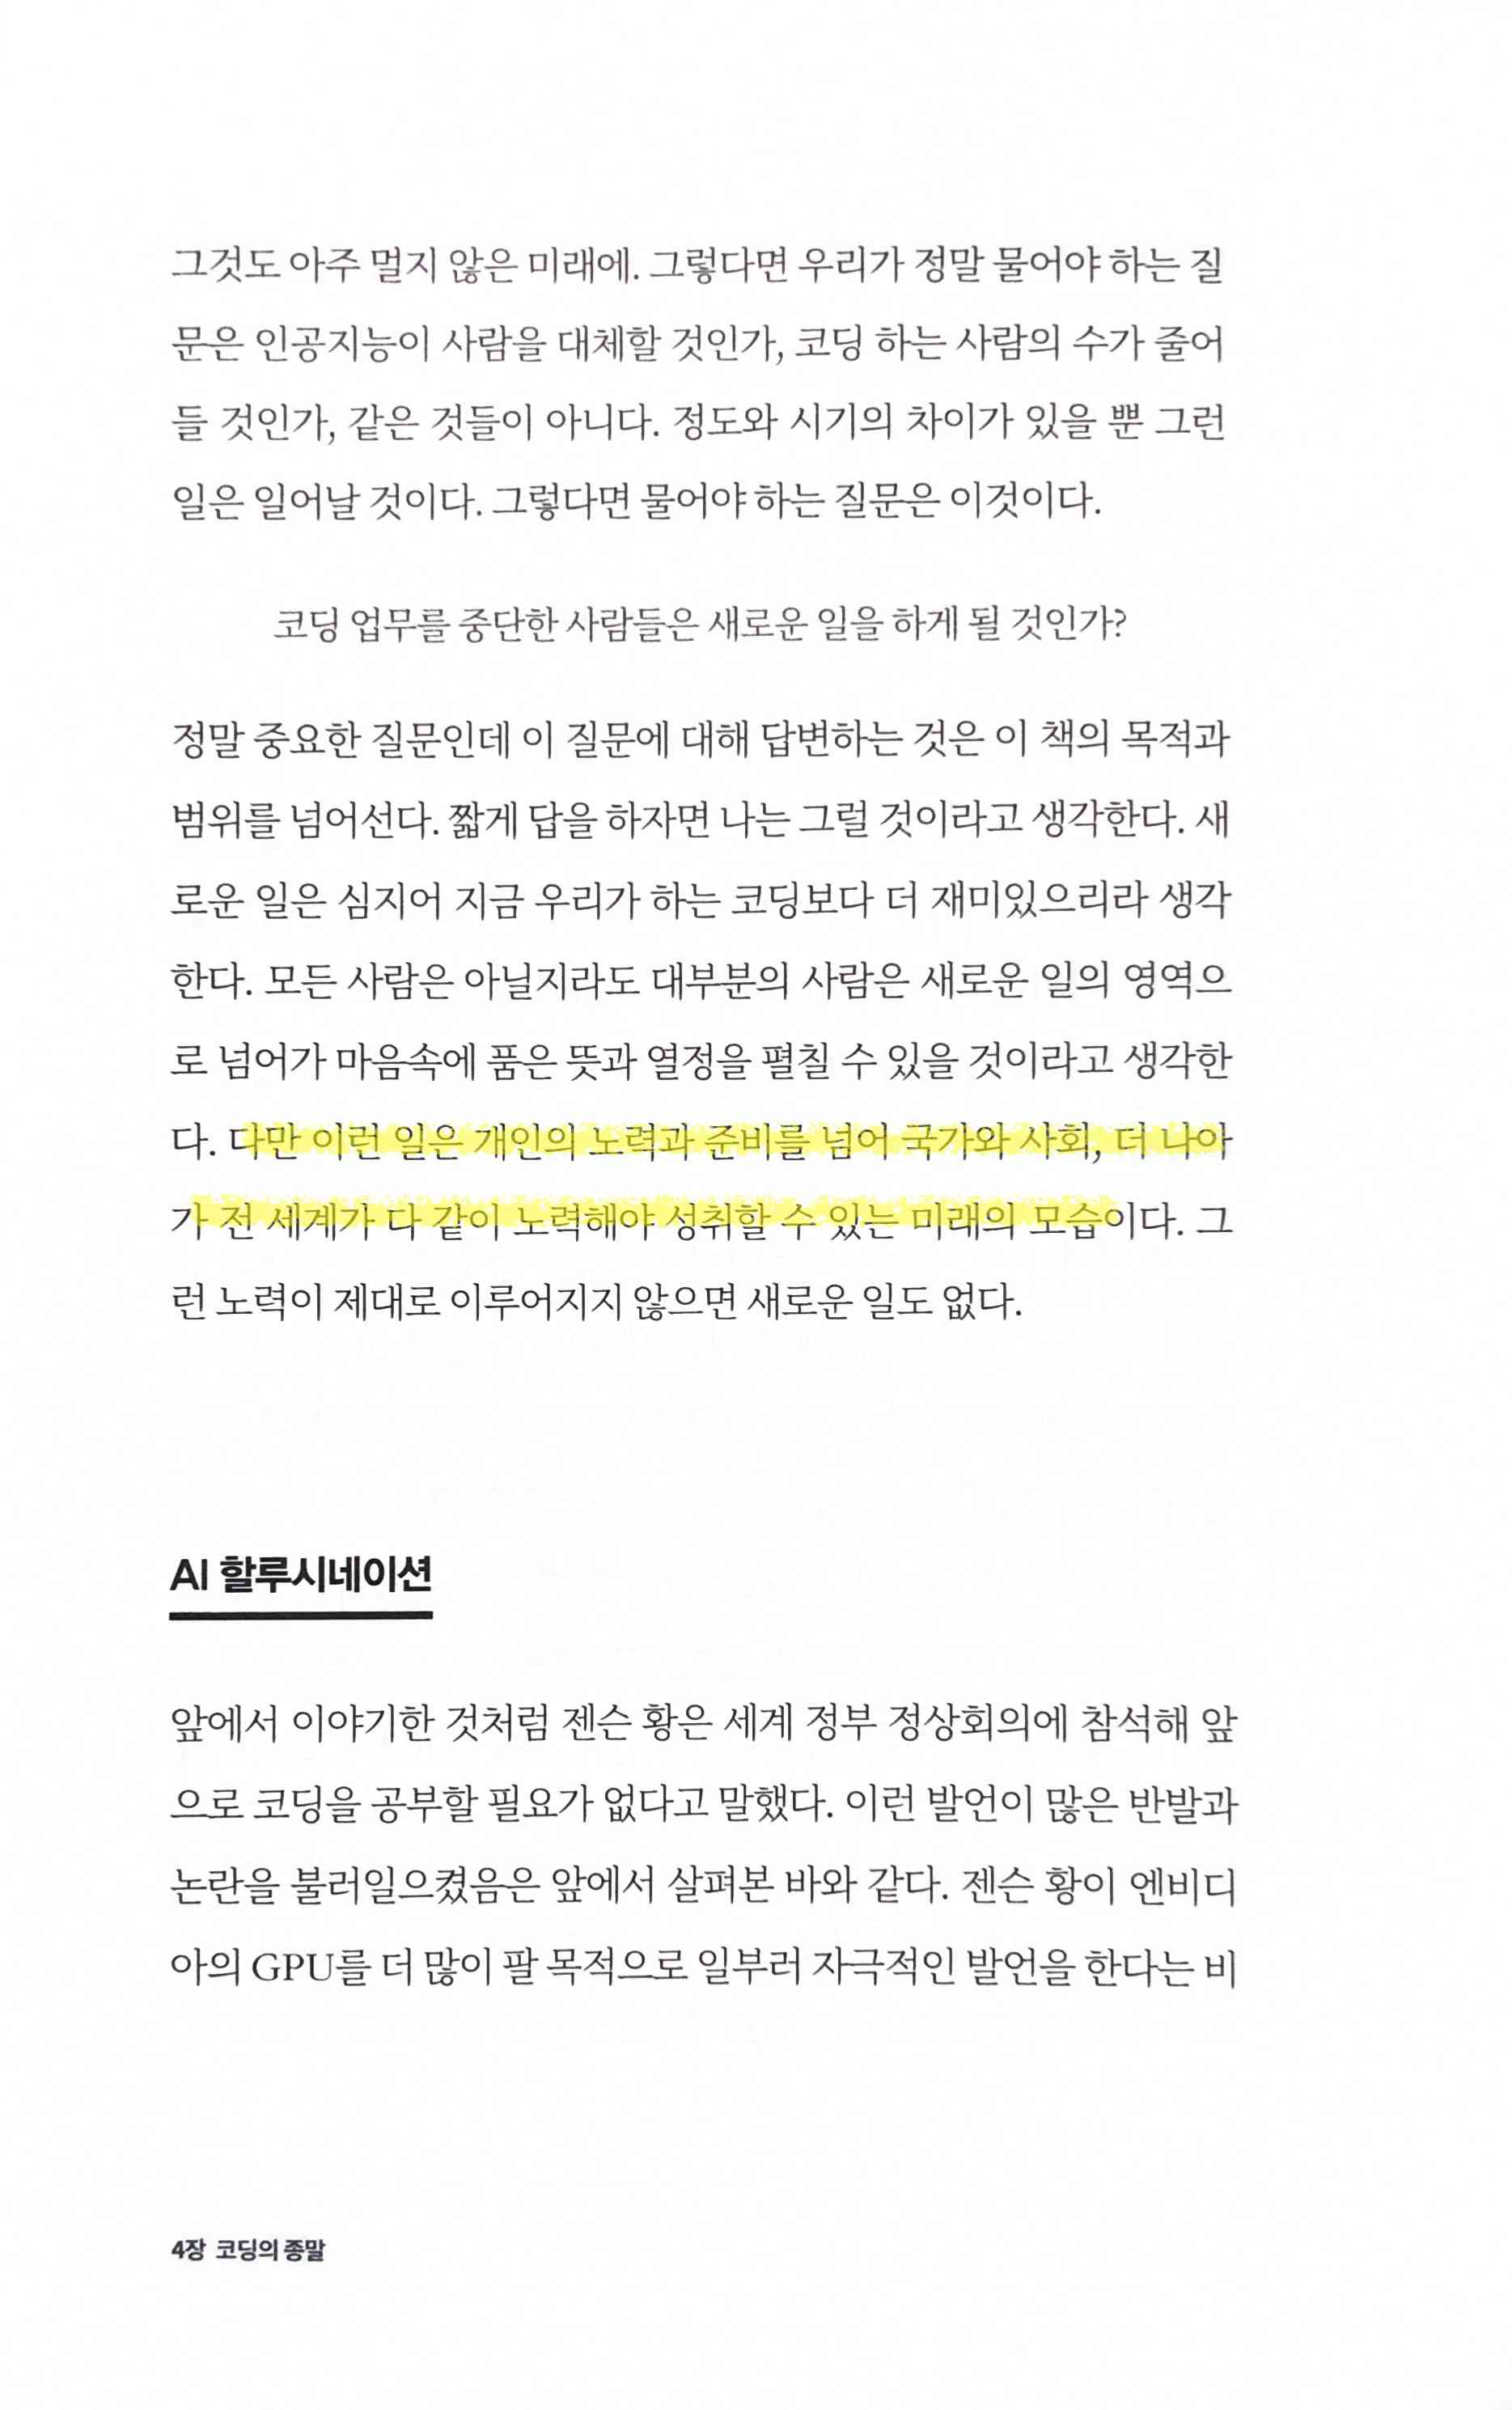 그것도 아주 멀지 않은 미래에. 그렇다면 우리가 정말 물어야 하는 질
문은 인공지능이 사람을 대체할 것인가, 코딩 하는 사람의 수가 줄어
들 것인가, 같은 것들이 아니다. 정도와 시기의 차이가 있을 뿐 그런
일은 일어날 것이다. 그렇다면 물어야 하는 질문은 이것이다.
코딩 업무를 중단한 사람들은 새로운 일을 하게 될 것인가?
정말 중요한 질문인데 이 질문에 대해 답변하는 것은 이 책의 목적과
범위를 넘어선다. 짧게 답을 하자면 나는 그럴 것이라고 생각한다. 새
로운 일은 심지어 지금 우리가 하는 코딩보다 더 재미있으리라 생각
한다. 모든 사람은 아닐지라도 대부분의 사람은 새로운 일의 영역으
로 넘어가 마음속에 품은 뜻과 열정을 펼칠 수 있을 것이라고 생각한
다. 다만 이런 일은 개인의 노력과 준비를 넘어 국가와 사회, 더 나아
가 전 세계가 다 같이 노력해야 성취할 수 있는 미래의 모습이다. 그
런 노력이 제대로 이루어지지 않으면 새로운 일도 없다.
AI 할루시네이션
앞에서 이야기한 것처럼 젠슨 황은 세계 정부 정상회의에 참석해 앞
으로 코딩을 공부할 필요가 없다고 말했다. 이런 발언이 많은 반발과
논란을 불러일으켰음은 앞에서 살펴본 바와 같다. 젠슨 황이 엔비디
아의 GPU를 더 많이 팔 목적으로 일부러 자극적인 발언을 한다는 비
4장 코딩의 종말